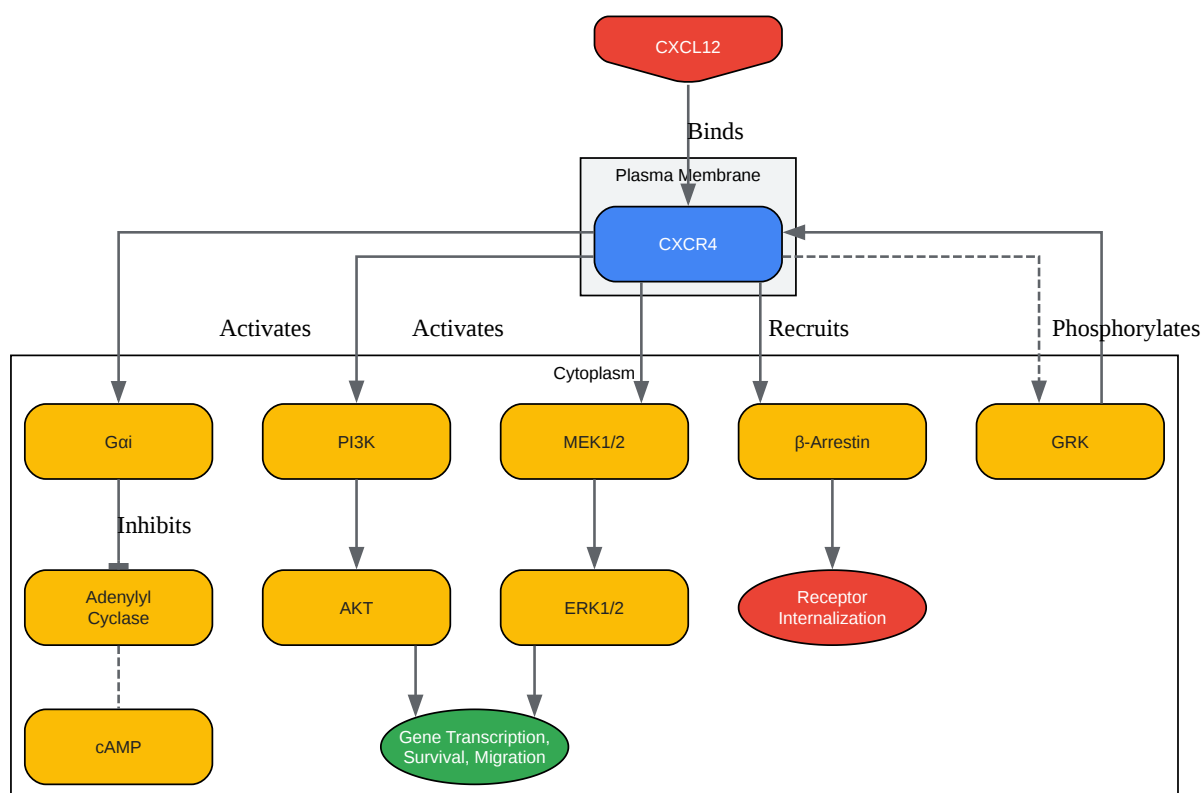 CXCL12
Binds
Plasma Membrane
CXCR4
Activates
Activates
Recruits
Phosphorylates
Cytoplasm
Gαi
PI3K
MEK1/2
β-Arrestin
GRK
Inhibits
Adenylyl
Cyclase
AKT
ERK1/2
Receptor
Internalization
cAMP
Gene Transcription,
Survival, Migration